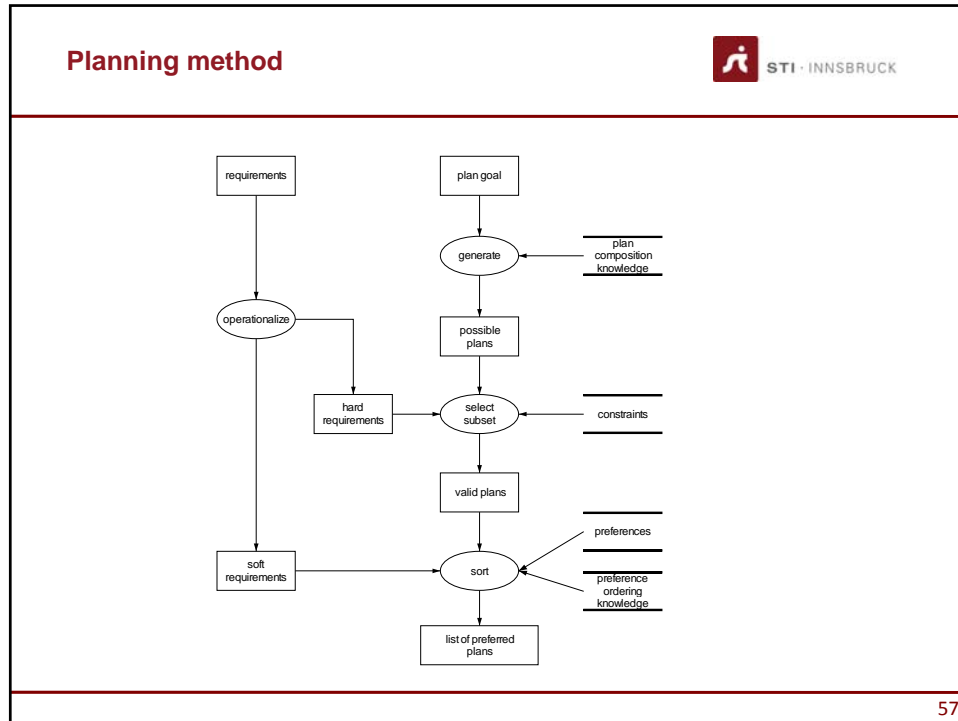 Planning method
STI · INNSBRUCK
requirements
plan goal
generate
plan
composition
knowledge
operationalize
possible
plans
hard
requirements
select
subset
constraints
valid plans
preferences
soft
requirements
sort
preference
ordering
knowledge
list of preferred
plans
57